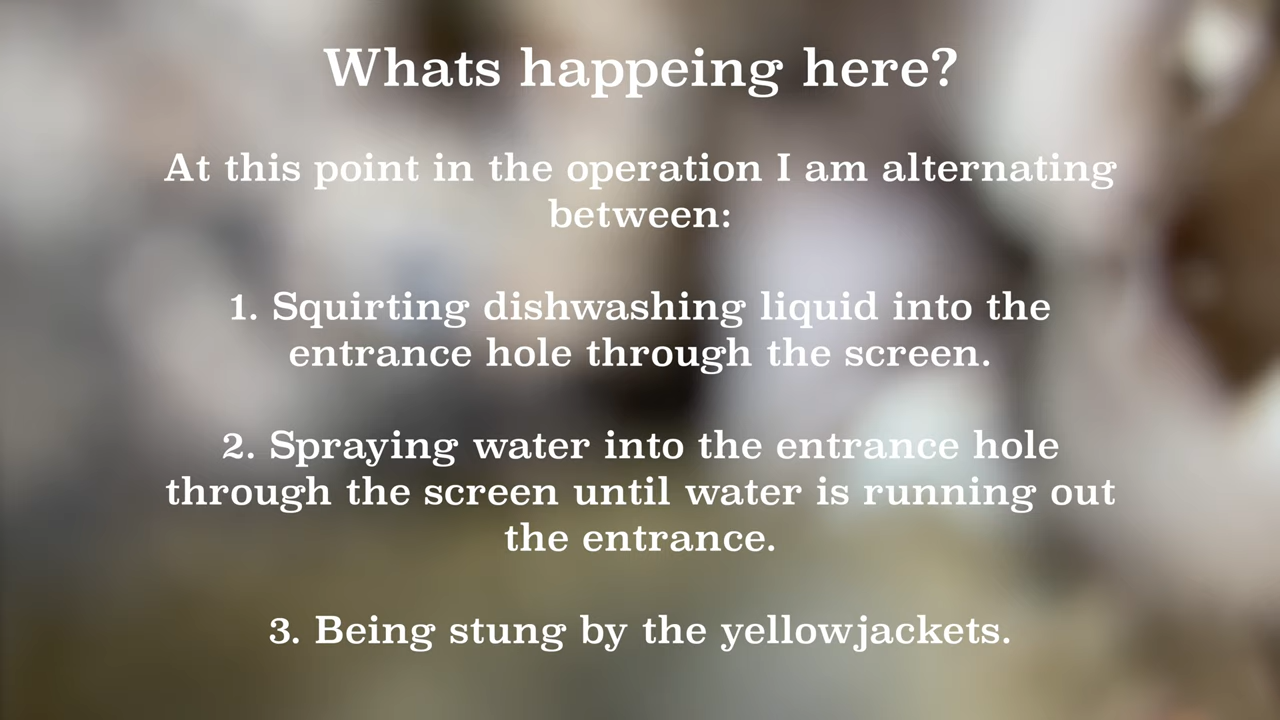 Whats happeing here?
At this point in the operation I am alternating
between:
1. Squirting dishwashing liquid into the
entrance hole through the screen.
2. Spraying water into the entrance hole
through the screen until water is running out
the entrance.
3. Being stung by the yellowjackets.